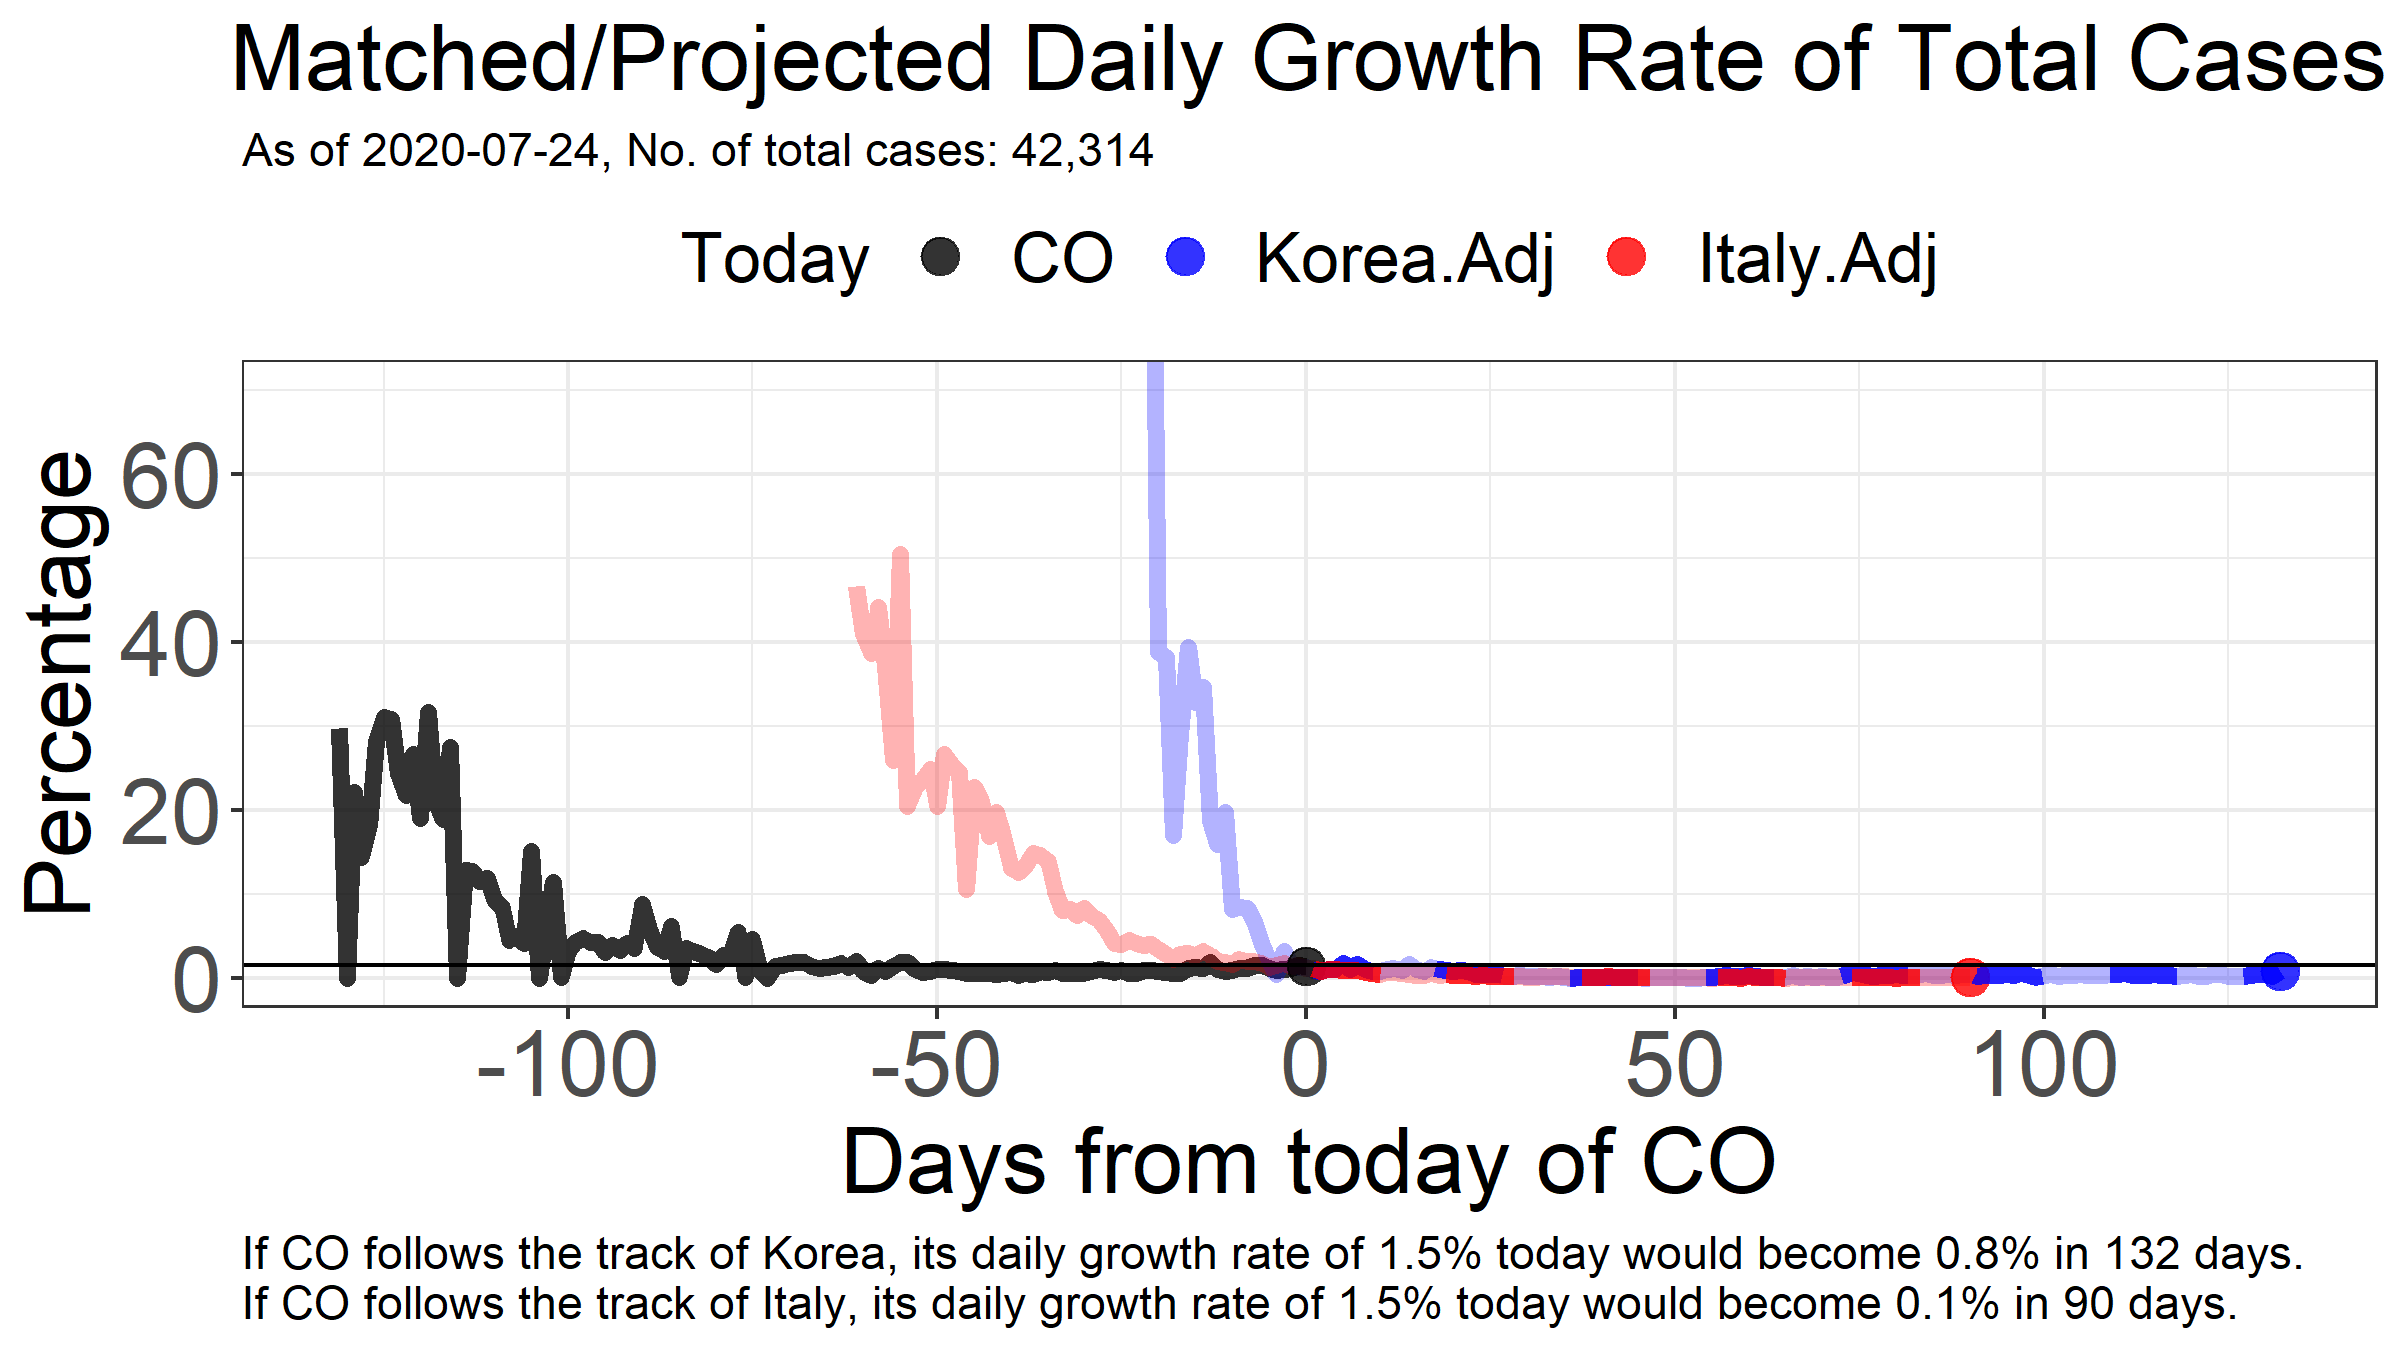 Matched/Projected Daily Growth Rate of Total Cases
As of 2020-07-24, No. of total cases: 42,314
Today CO Korea.Adj Italy.Adj
Percentage
60
40
20
0
-100 -50 0 50 100
Days from today of CO
If CO follows the track of Korea, its daily growth rate of 1.5% today would become 0.8% in 132 days.
If CO follows the track of Italy, its daily growth rate of 1.5% today would become 0.1% in 90 days.